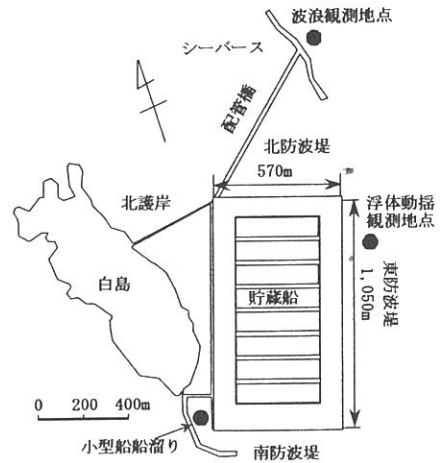 波浪観測地点
シーバース
配管橋
北防波堤
570m
北護岸
浮体動揺
観測地点
白島
貯蔵船
東防波堤
1,050m
0 200 400m
小型船船溜り
南防波堤